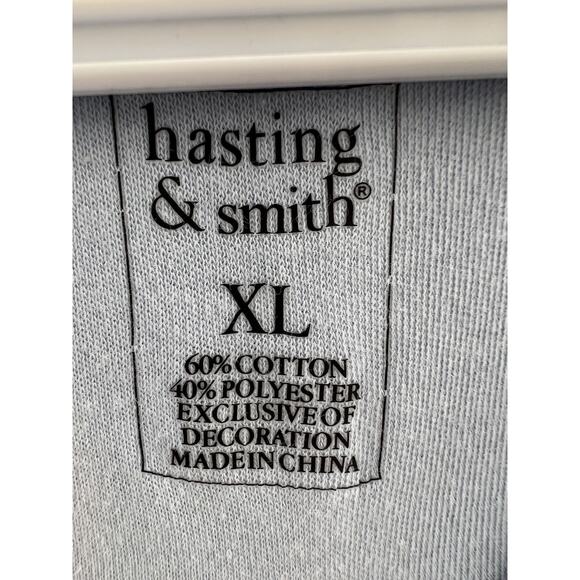 hasting
& smith®
XL
60% COTTON
40% POLYESTER
EXCLUSIVE OF
DECORATION
MADE IN CHINA